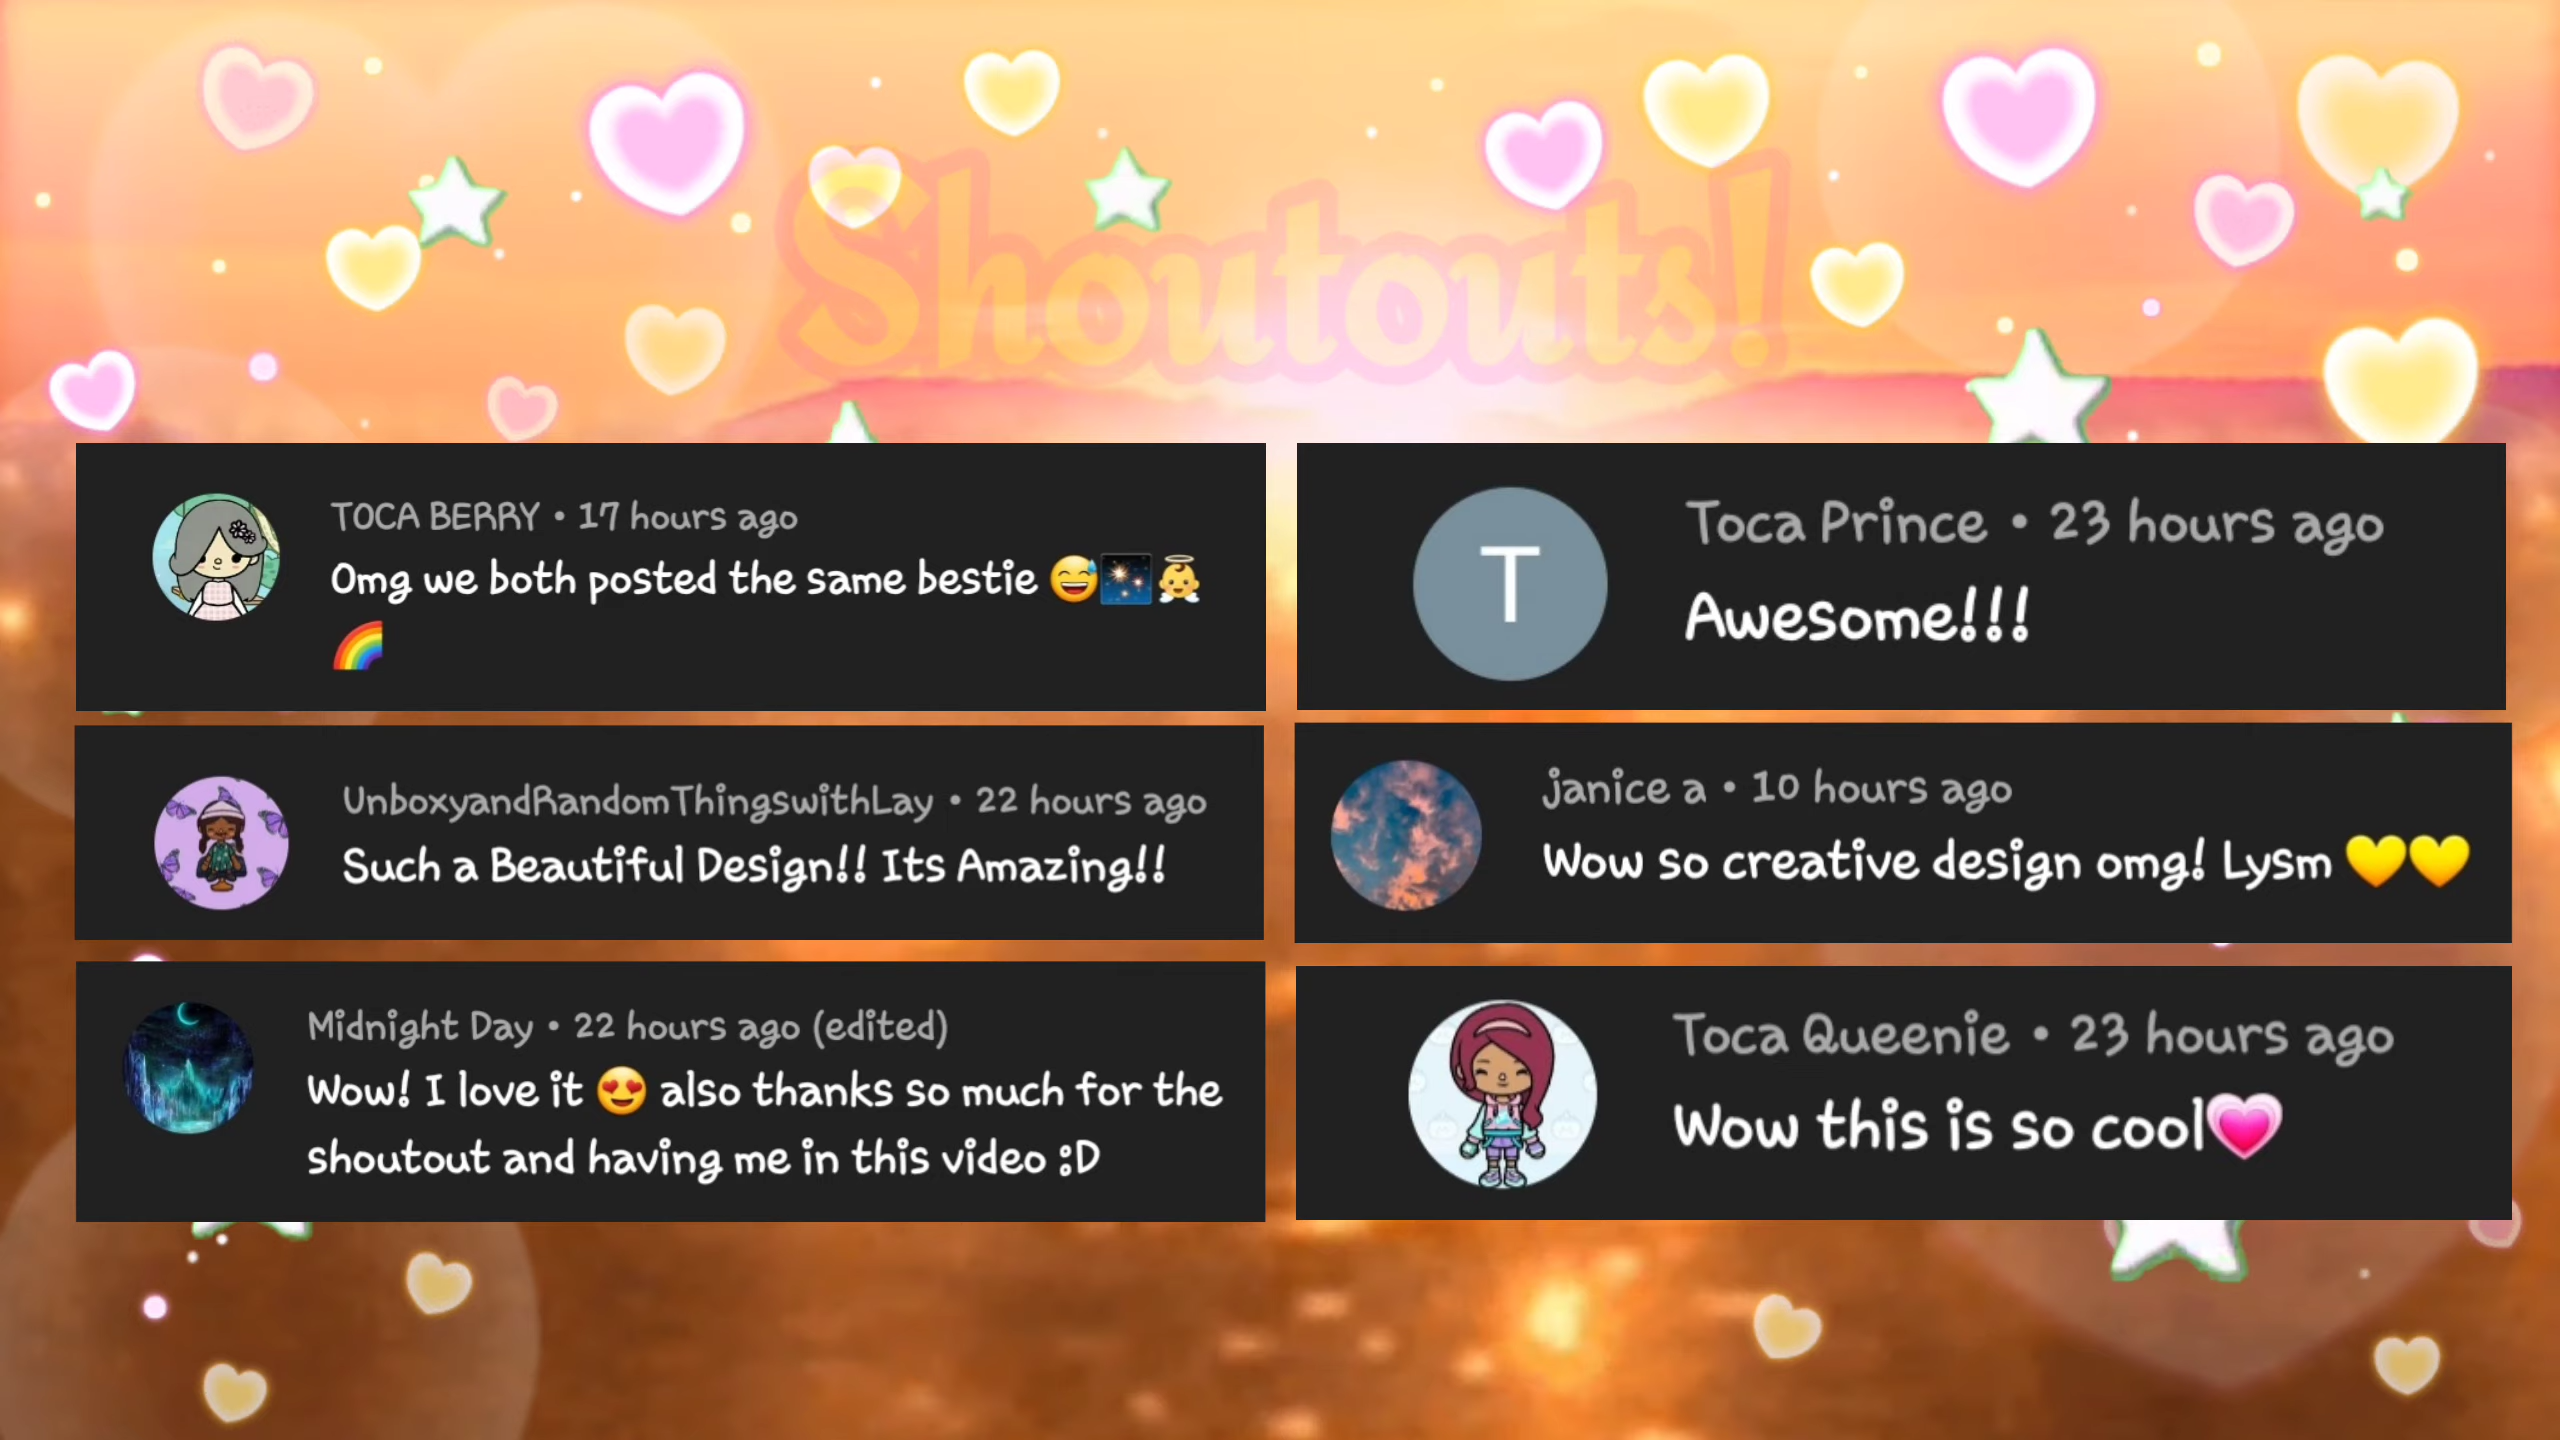 Shoutouts!
TOCA BERRY • 17 hours ago
Omg we both posted the same bestie 😅🎇👼
🌈
Toca Prince • 23 hours ago
T
Awesome!!!
UnboxyandRandomThingswithLay • 22 hours ago
Such a Beautiful Design!! Its Amazing!!
janice a • 10 hours ago
Wow so creative design omg! Lysm 💛💛
Midnight Day • 22 hours ago (edited)
Wow! I love it 😍 also thanks so much for the
shoutout and having me in this video :D
Toca Queenie • 23 hours ago
Wow this is so cool💗